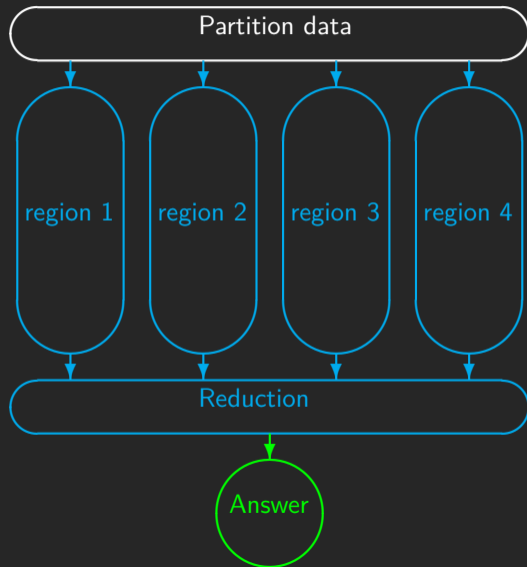 Partition data
region 1
region 2
region 3
region 4
Reduction
Answer